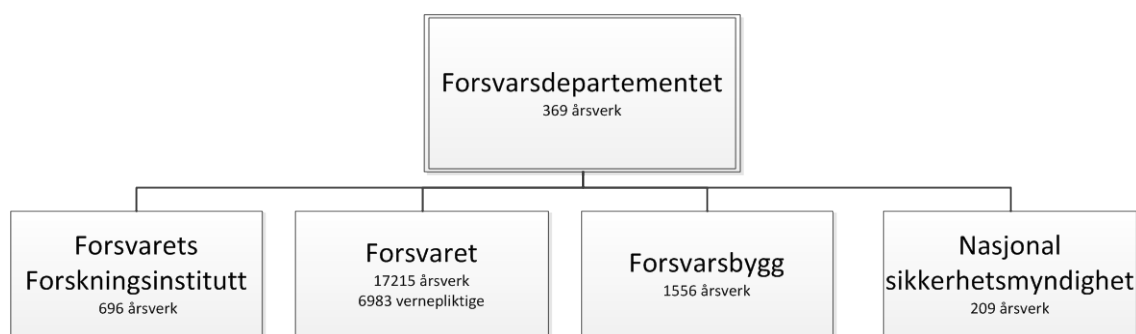 Forsvarsdepartementet
369 årsverk
Forsvarets
Forskningsinstitutt
696 årsverk
Forsvaret
17215 årsverk
6983 vernepliktige
Forsvarsbygg
1556 årsverk
Nasjonal
sikkerhetsmyndighet
209 årsverk